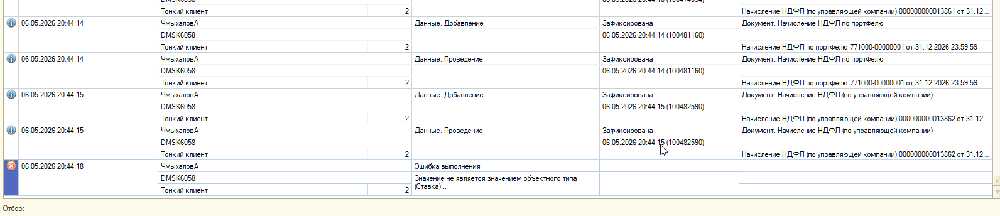 Тонкий клиент 2 Начисление НДФЛ (по управляющей компании) 000000000013861 от 31.12....
06.05.2026 20:44:14 ЧмыхаловА Данные. Добавление Зафиксирована Документ. Начисление НДФЛ по портфелю
DMSK6058 06.05.2026 20:44:14 (100481160)
Тонкий клиент 2 Начисление НДФЛ по портфелю 771000-00000001 от 31.12.2026 23:59:59
06.05.2026 20:44:14 ЧмыхаловА Данные. Проведение Зафиксирована Документ. Начисление НДФЛ по портфелю
DMSK6058 06.05.2026 20:44:14 (100481160)
Тонкий клиент 2 Начисление НДФЛ по портфелю 771000-00000001 от 31.12.2026 23:59:59
06.05.2026 20:44:15 ЧмыхаловА Данные. Добавление Зафиксирована Документ. Начисление НДФЛ (по управляющей компании)
DMSK6058 06.05.2026 20:44:15 (100482590)
Тонкий клиент 2 Начисление НДФЛ (по управляющей компании) 000000000013862 от 31.12....
06.05.2026 20:44:15 ЧмыхаловА Данные. Проведение Зафиксирована Документ. Начисление НДФЛ (по управляющей компании)
DMSK6058 06.05.2026 20:44:15 (100482590)
Тонкий клиент 2 Начисление НДФЛ (по управляющей компании) 000000000013862 от 31.12....
06.05.2026 20:44:18 ЧмыхаловА Ошибка выполнения
DMSK6058 Значение не является значением объектного типа
(Ставка)...
Тонкий клиент 2
Отбор: